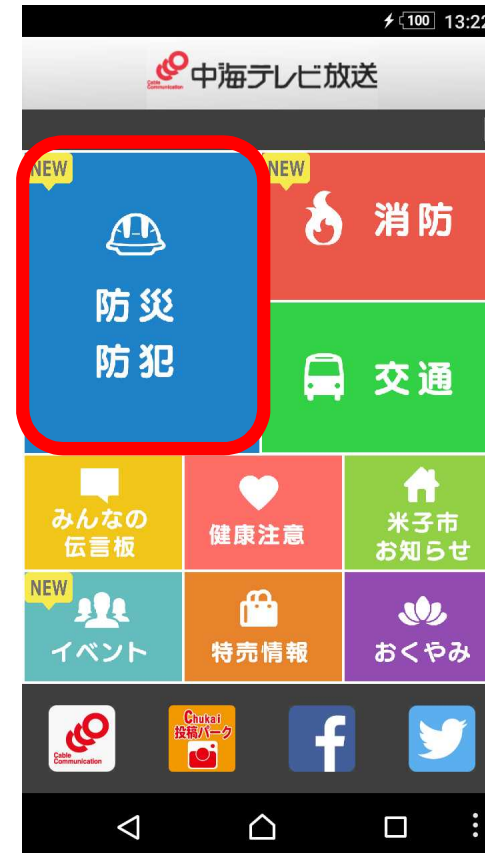 100 13:22
Cable Communication 中海テレビ放送
NEW
NEW
消防
防災
防犯
交通
みんなの
伝言板
健康注意
米子市
お知らせ
NEW
イベント
特売情報
おくやみ
Cable
Communication
Chukai
投稿パーク